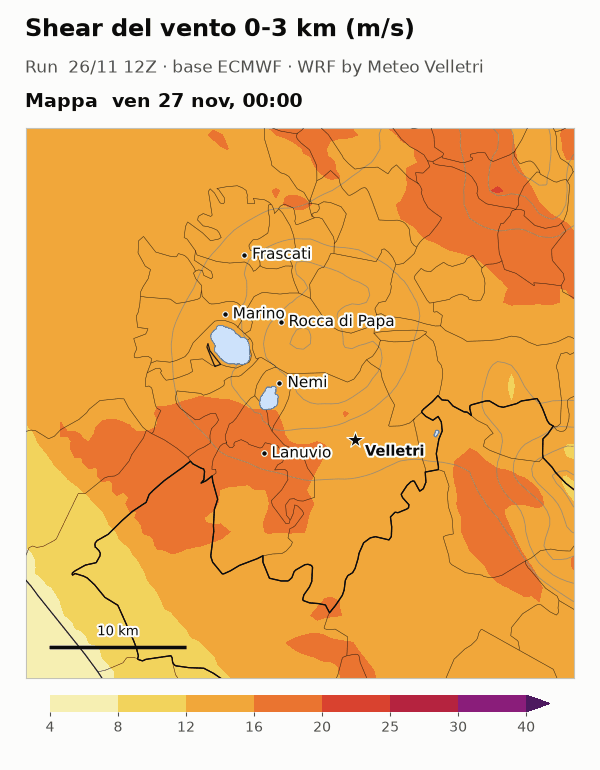 Shear del vento 0-3 km (m/s)
Run  26/11 12Z · base ECMWF · WRF by Meteo Velletri
Mappa  ven 27 nov, 00:00
Frascati
Marino
Rocca di Papa
Nemi
Velletri
Lanuvio
10 km
4 8 12 16 20 25 30 40